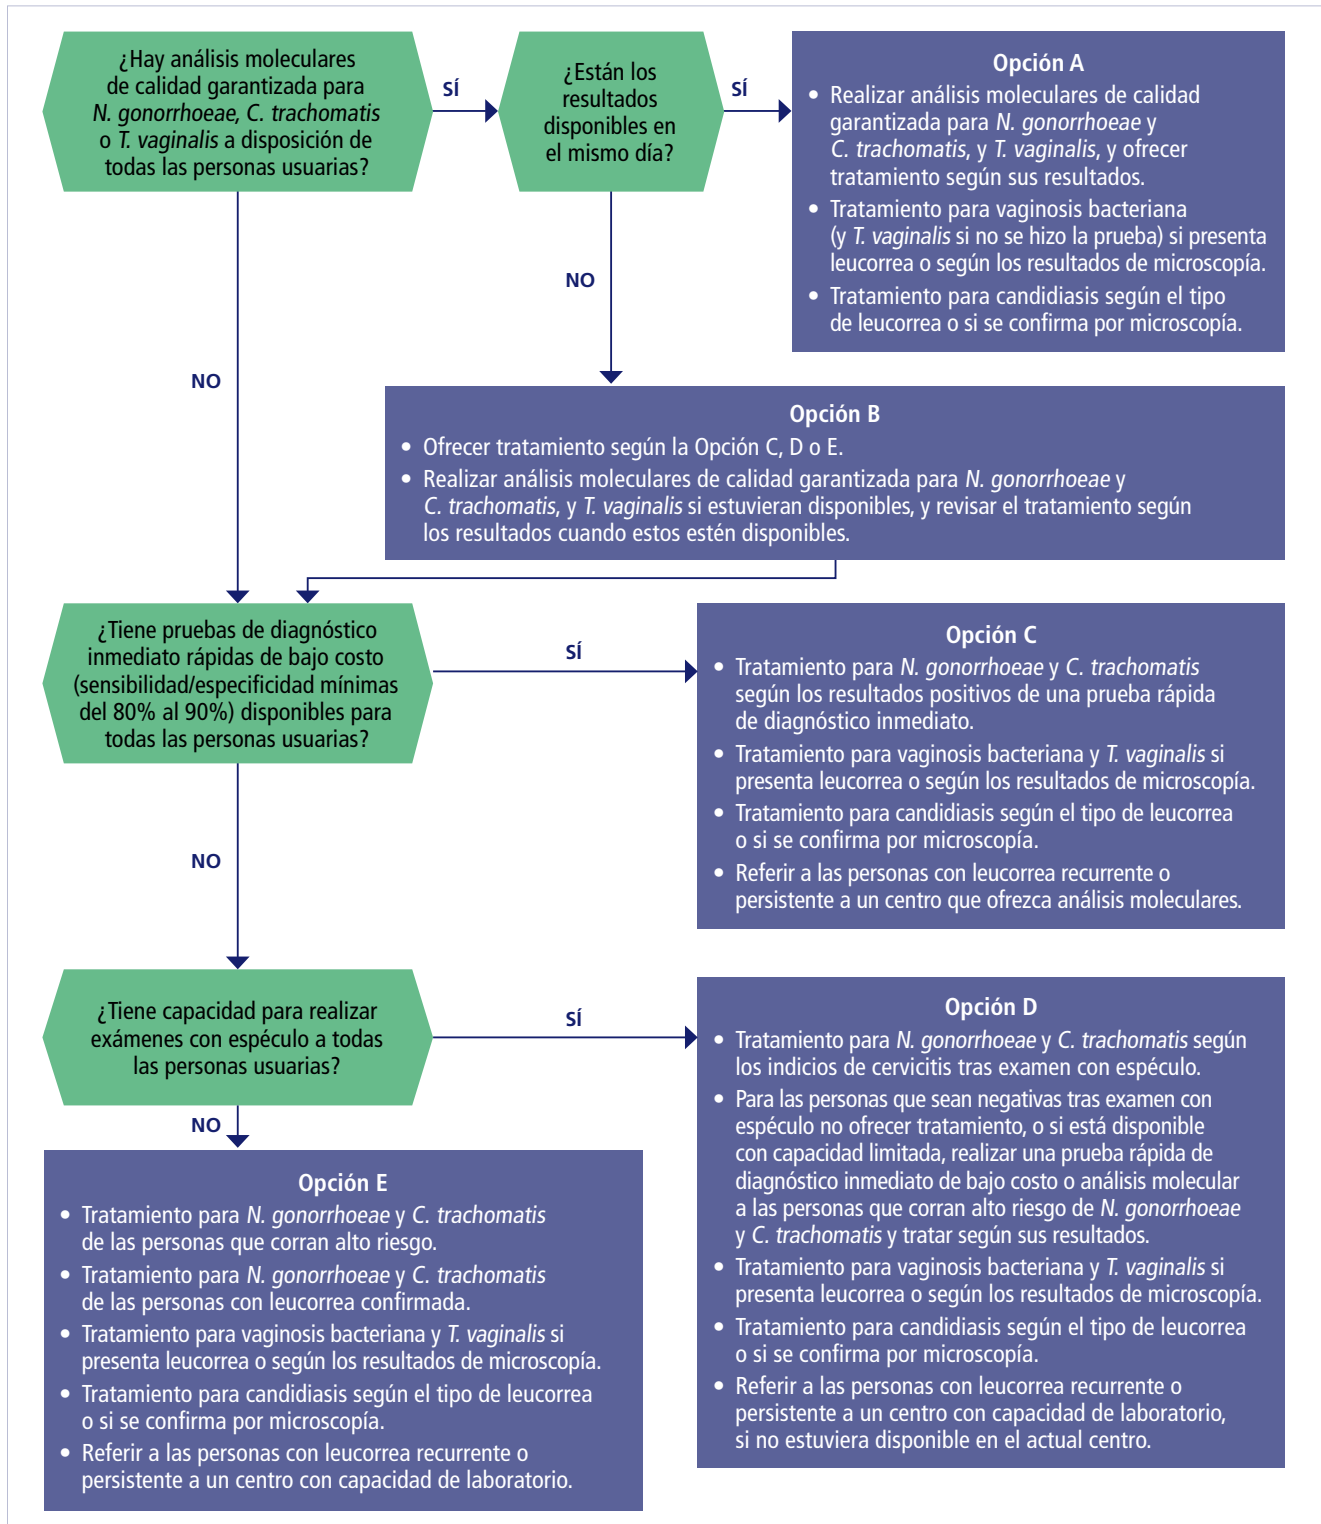 ¿Hay análisis moleculares
de calidad garantizada para
N. gonorrhoeae, C. trachomatis
o T. vaginalis a disposición de
todas las personas usuarias?
SÍ
¿Están los
resultados
disponibles en
el mismo día?
SÍ
Opción A
• Realizar análisis moleculares de calidad
garantizada para N. gonorrhoeae y
C. trachomatis, y T. vaginalis, y ofrecer
tratamiento según sus resultados.
• Tratamiento para vaginosis bacteriana
(y T. vaginalis si no se hizo la prueba) si presenta
leucorrea o según los resultados de microscopía.
• Tratamiento para candidiasis según el tipo
de leucorrea o si se confirma por microscopía.
NO
NO
Opción B
• Ofrecer tratamiento según la Opción C, D o E.
• Realizar análisis moleculares de calidad garantizada para N. gonorrhoeae y
C. trachomatis, y T. vaginalis si estuvieran disponibles, y revisar el tratamiento según
los resultados cuando estos estén disponibles.
¿Tiene pruebas de diagnóstico
inmediato rápidas de bajo costo
(sensibilidad/especificidad mínimas
del 80% al 90%) disponibles para
todas las personas usuarias?
SÍ
Opción C
• Tratamiento para N. gonorrhoeae y C. trachomatis
según los resultados positivos de una prueba rápida
de diagnóstico inmediato.
• Tratamiento para vaginosis bacteriana y T. vaginalis si
presenta leucorrea o según los resultados de microscopía.
• Tratamiento para candidiasis según el tipo de leucorrea
o si se confirma por microscopía.
• Referir a las personas con leucorrea recurrente o
persistente a un centro que ofrezca análisis moleculares.
NO
¿Tiene capacidad para realizar
exámenes con espéculo a todas
las personas usuarias?
SÍ
Opción D
• Tratamiento para N. gonorrhoeae y C. trachomatis según
los indicios de cervicitis tras examen con espéculo.
• Para las personas que sean negativas tras examen con
espéculo no ofrecer tratamiento, o si está disponible
con capacidad limitada, realizar una prueba rápida de
diagnóstico inmediato de bajo costo o análisis molecular
a las personas que corran alto riesgo de N. gonorrhoeae
y C. trachomatis y tratar según sus resultados.
• Tratamiento para vaginosis bacteriana y T. vaginalis si
presenta leucorrea o según los resultados de microscopía.
• Tratamiento para candidiasis según el tipo de leucorrea
o si se confirma por microscopía.
• Referir a las personas con leucorrea recurrente o
persistente a un centro con capacidad de laboratorio,
si no estuviera disponible en el actual centro.
NO
Opción E
• Tratamiento para N. gonorrhoeae y C. trachomatis
de las personas que corran alto riesgo.
• Tratamiento para N. gonorrhoeae y C. trachomatis
de las personas con leucorrea confirmada.
• Tratamiento para vaginosis bacteriana y T. vaginalis si
presenta leucorrea o según los resultados de microscopía.
• Tratamiento para candidiasis según el tipo de leucorrea
o si se confirma por microscopía.
• Referir a las personas con leucorrea recurrente o
persistente a un centro con capacidad de laboratorio.